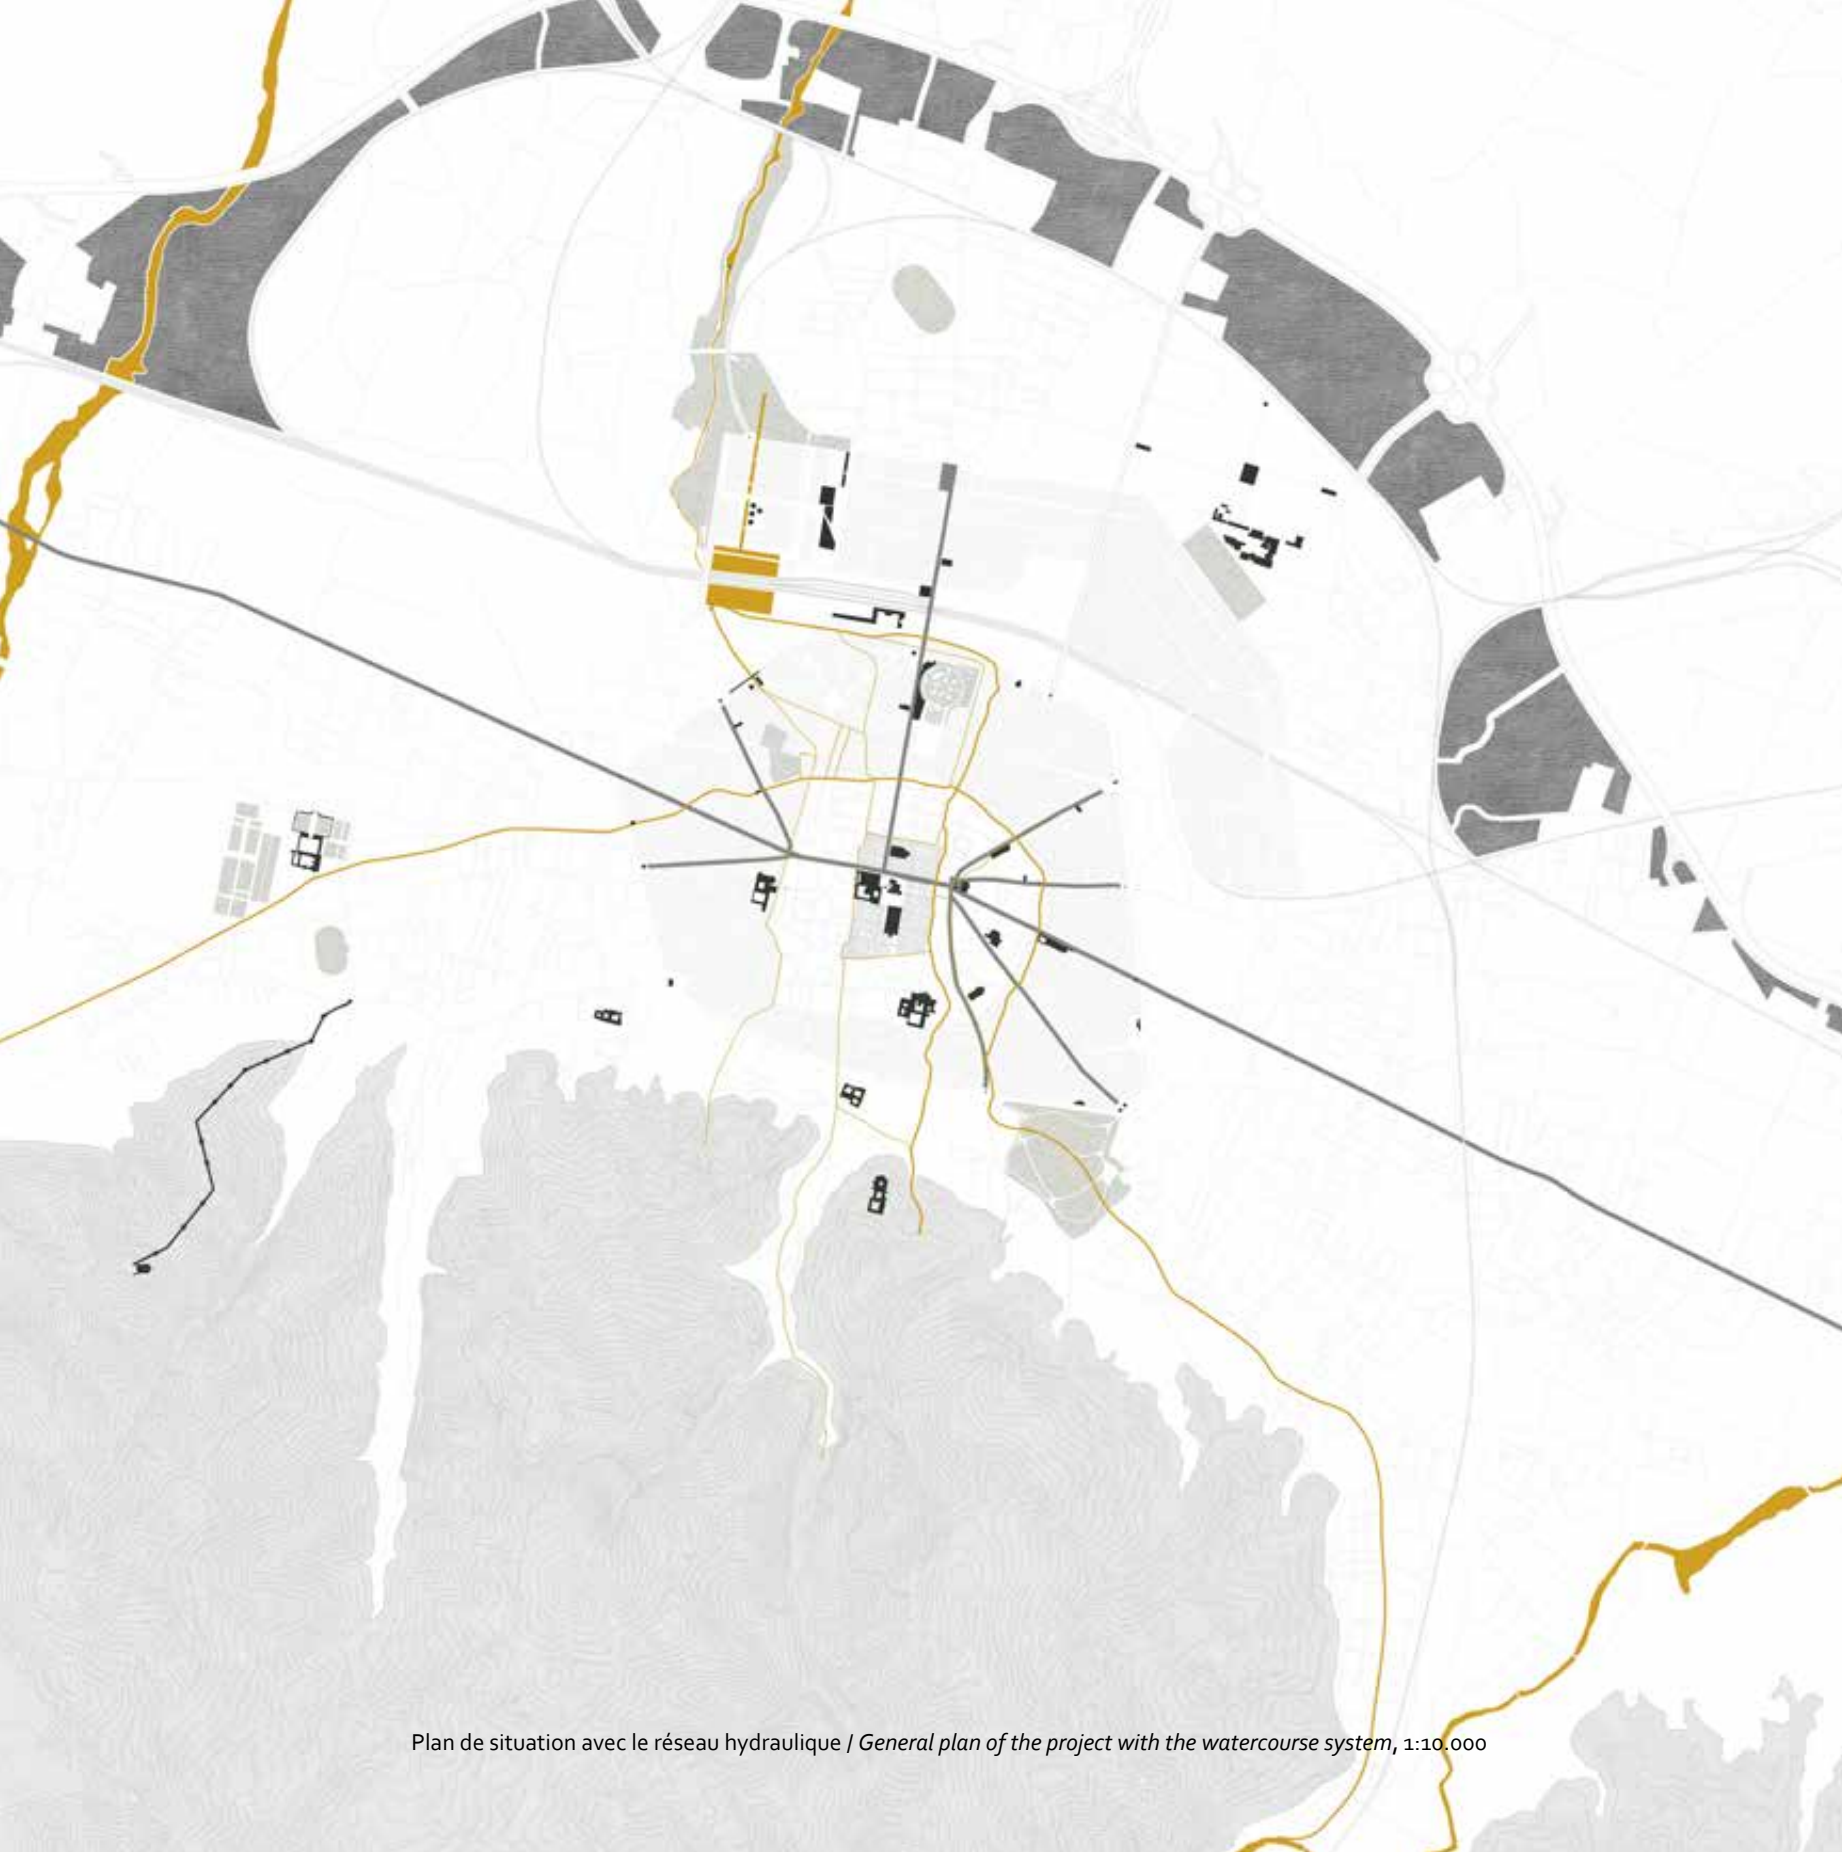 Plan de situation avec le réseau hydraulique / General plan of the project with the watercourse system, 1:10.000